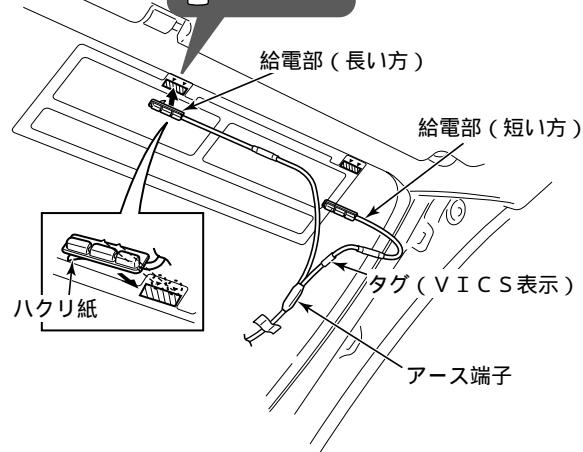 給電部（長い方）
給電部（短い方）
ハクリ紙
タグ（ＶＩＣＳ表示）
アース端子